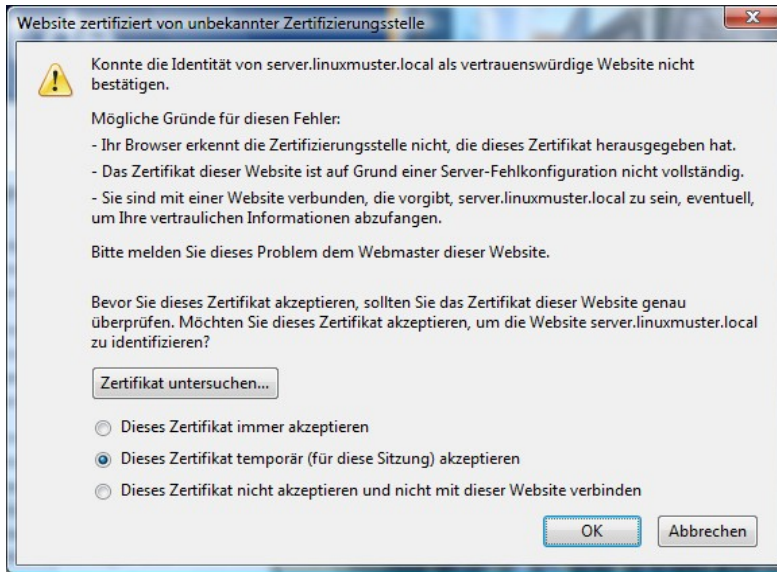 Website zertifiziert von unbekannter Zertifizierungsstelle
Konnte die Identität von server.linuxmuster.local als vertrauenswürdige Website nicht
bestätigen.
Mögliche Gründe für diesen Fehler:
- Ihr Browser erkennt die Zertifizierungsstelle nicht, die dieses Zertifikat herausgegeben hat.
- Das Zertifikat dieser Website ist auf Grund einer Server-Fehlkonfiguration nicht vollständig.
- Sie sind mit einer Website verbunden, die vorgibt, server.linuxmuster.local zu sein, eventuell,
um Ihre vertraulichen Informationen abzufangen.
Bitte melden Sie dieses Problem dem Webmaster dieser Website.
Bevor Sie dieses Zertifikat akzeptieren, sollten Sie das Zertifikat dieser Website genau
überprüfen. Möchten Sie dieses Zertifikat akzeptieren, um die Website server.linuxmuster.local
zu identifizieren?
Zertifikat untersuchen...
Dieses Zertifikat immer akzeptieren
Dieses Zertifikat temporär (für diese Sitzung) akzeptieren
Dieses Zertifikat nicht akzeptieren und nicht mit dieser Website verbinden
OK Abbrechen